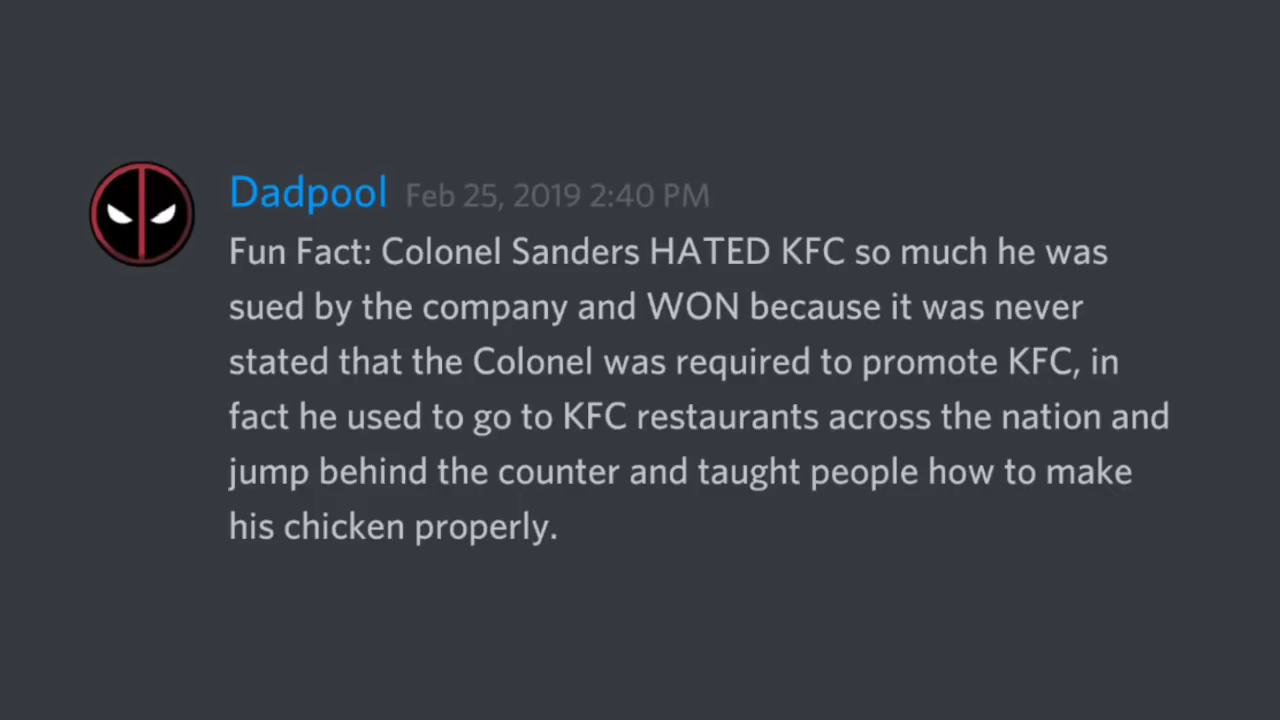 Dadpool Feb 25, 2019 2:40 PM
Fun Fact: Colonel Sanders HATED KFC so much he was
sued by the company and WON because it was never
stated that the Colonel was required to promote KFC, in
fact he used to go to KFC restaurants across the nation and
jump behind the counter and taught people how to make
his chicken properly.